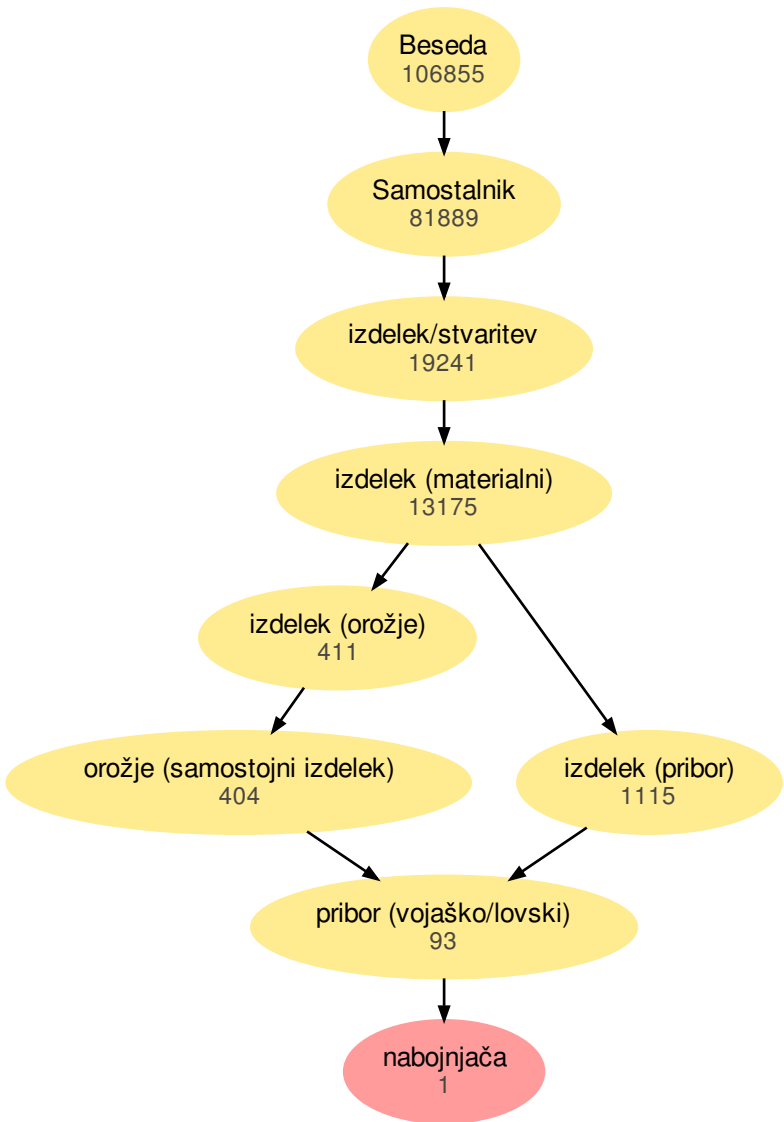 Beseda
106855
Samostalnik
81889
izdelek/stvaritev
19241
izdelek (materialni)
13175
izdelek (orožje)
411
orožje (samostojni izdelek)
404
izdelek (pribor)
1115
pribor (vojaško/lovski)
93
nabojnjača
1